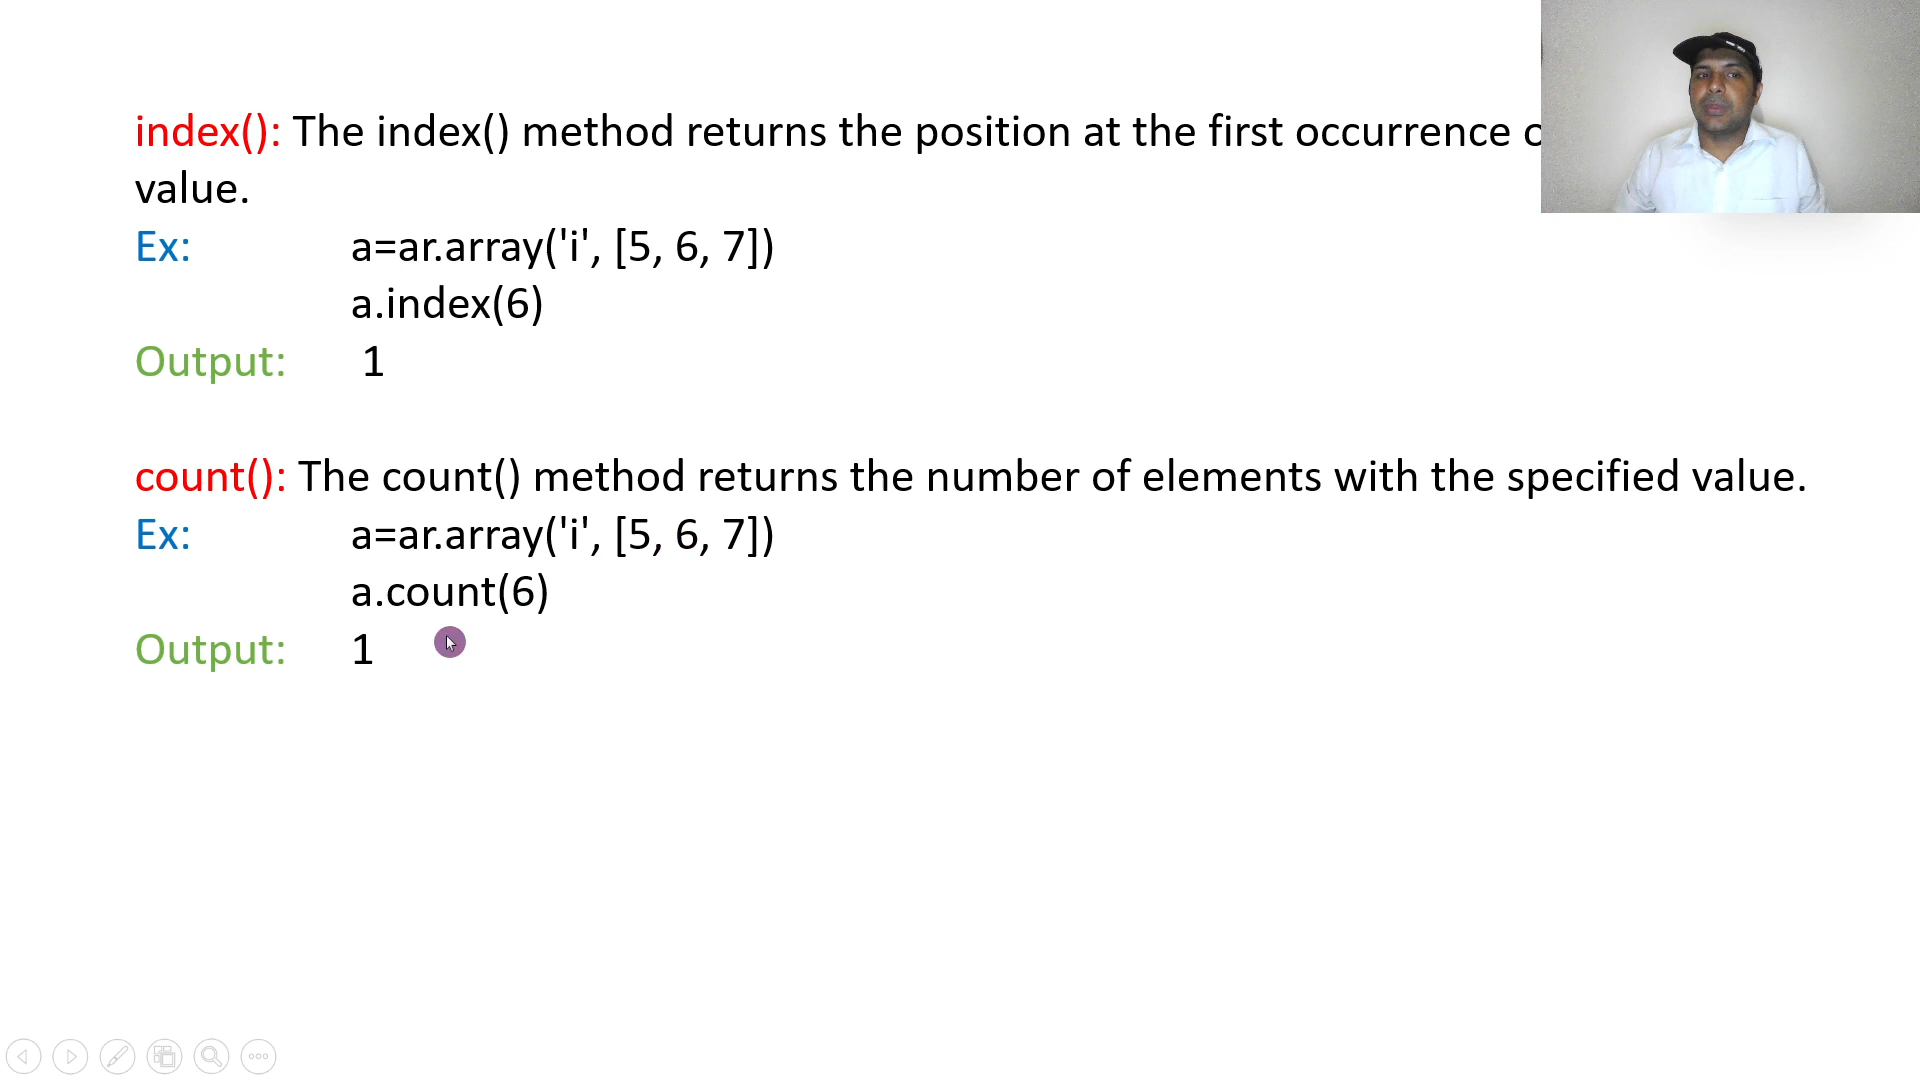 index(): The index() method returns the position at the first occurrence
value.
Ex: a=ar.array('i', [5, 6, 7])
a.index(6)
Output: 1
count(): The count() method returns the number of elements with the specified value.
Ex: a=ar.array('i', [5, 6, 7])
a.count(6)
Output: 1